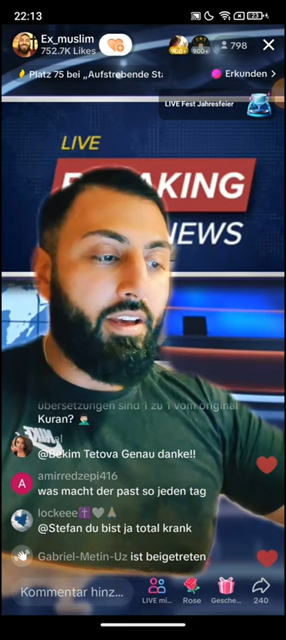 22:13
Ex_muslim
752.7K Likes
900+
900+
798
Platz 75 bei „Aufstrebende St
Erkunden >
LIVE Fest Jahresfeier
LIVE
BREAKING
NEWS
übersetzungen sind 1 zu 1 vom original
Kuran? 🤦🏻‍♂️
@Bekim Tetova Genau danke!!
A
amirredzepi416
was macht der past so jeden tag
lockeee✝️🩶
@Stefan du bist ja total krank
Gabriel-Metin-Uz ist beigetreten
Kommentar hinz...
LIVE mi...
Rose
Gesche...
240